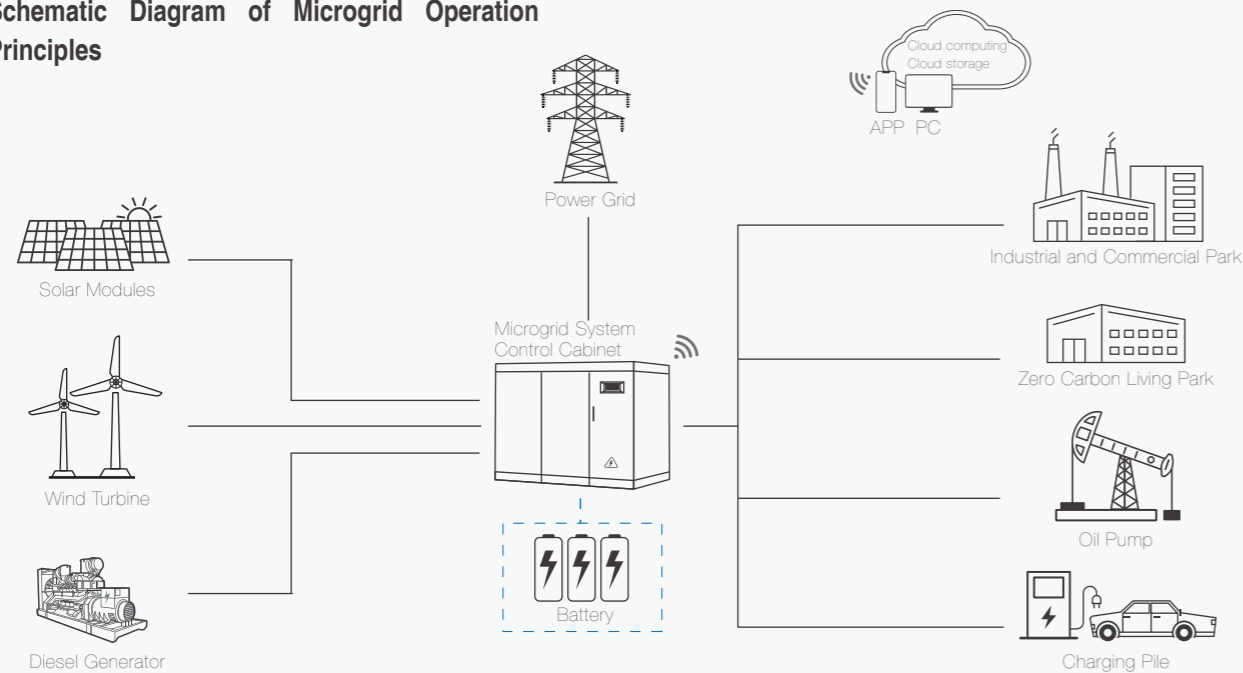 Schematic Diagram of Microgrid Operation
Principles
Cloud computing
Cloud storage
APP PC
Power Grid
Industrial and Commercial Park
Solar Modules
Microgrid System
Control Cabinet
Zero Carbon Living Park
Wind Turbine
Oil Pump
Battery
Diesel Generator
Charging Pile